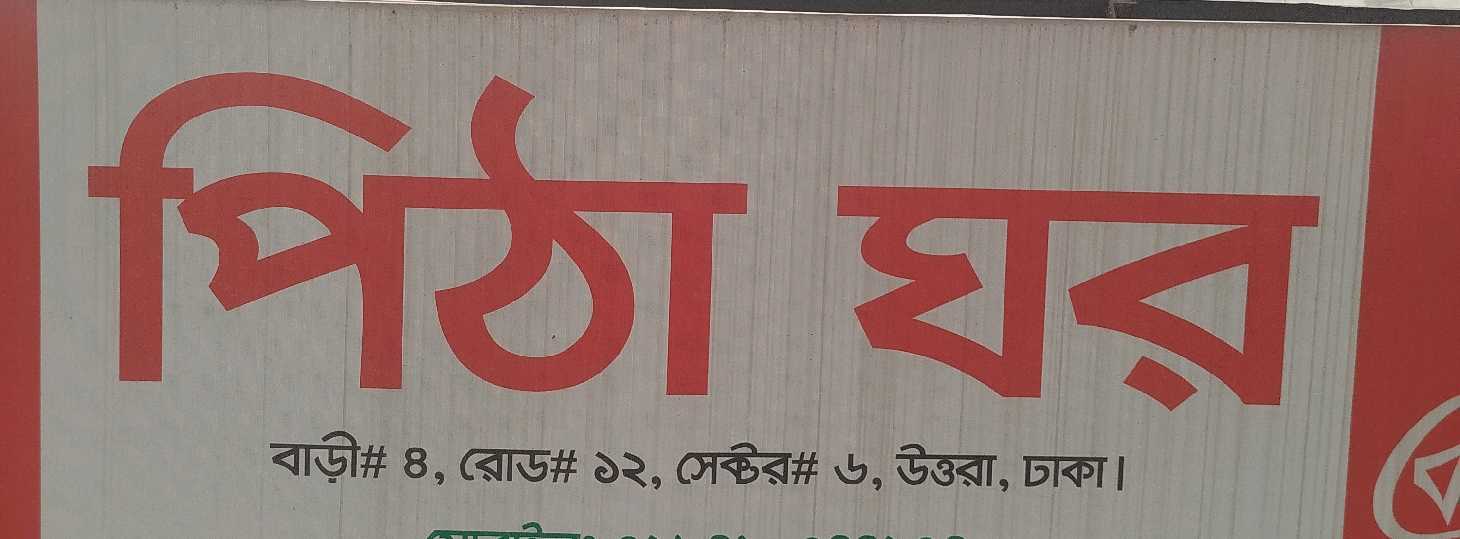 পিঠা ঘর
বাড়ী# ৪, রোড# ১২, সেক্টর# ৬, উত্তরা, ঢাকা।